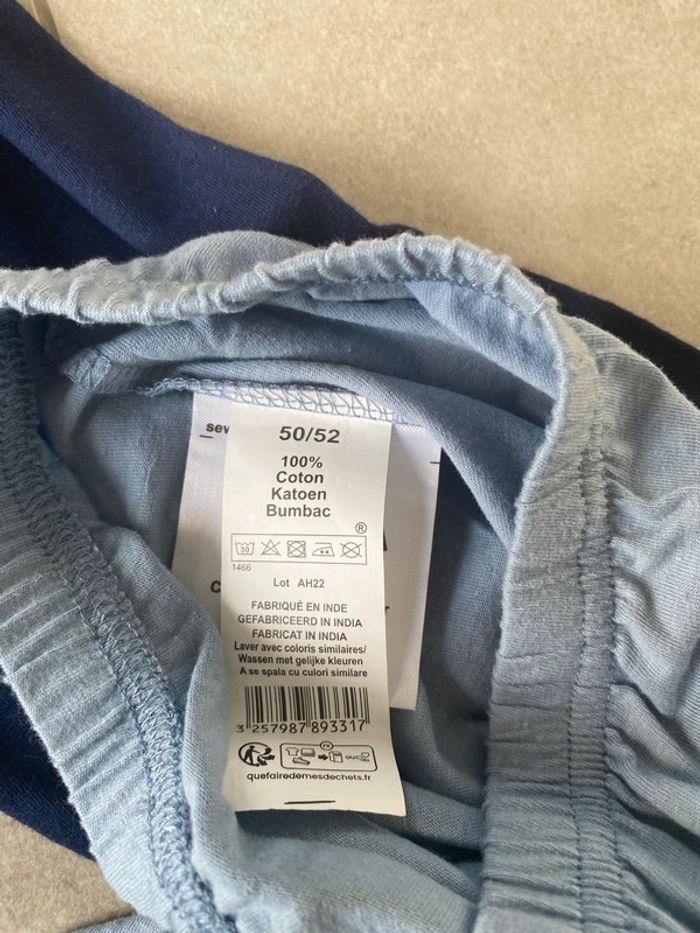 50/52
100%
Coton
Katoen
Bumbac
®
30
1466
Lot AH22
FABRIQUÉ EN INDE
GEFABRICEERD IN INDIA
FABRICAT IN INDIA
Laver avec coloris similaires/
Wassen met gelijke kleuren
A se spala cu culori similare
3 257987 893317
FR
quefairedemesdechets.fr